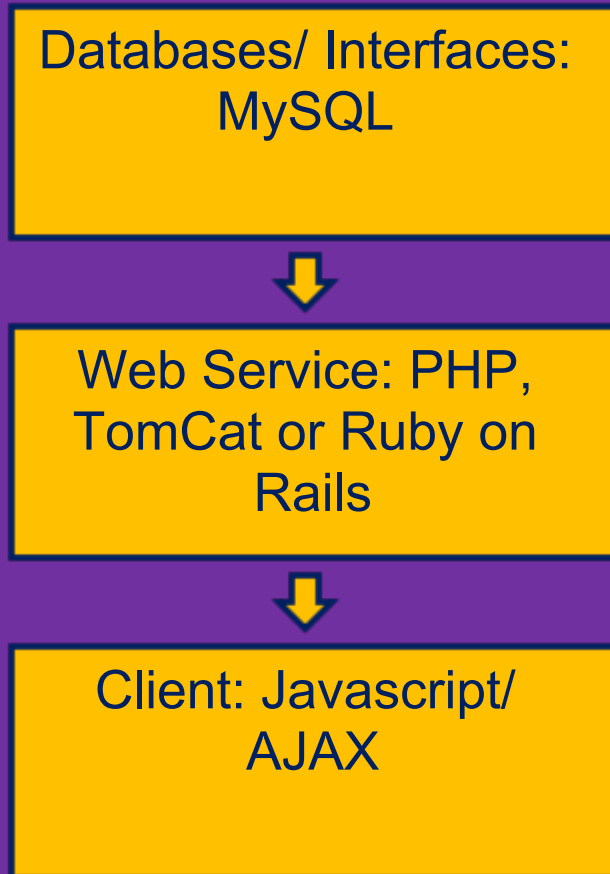 Databases/ Interfaces:
MySQL
Web Service: PHP,
TomCat or Ruby on
Rails
Client: Javascript/
AJAX